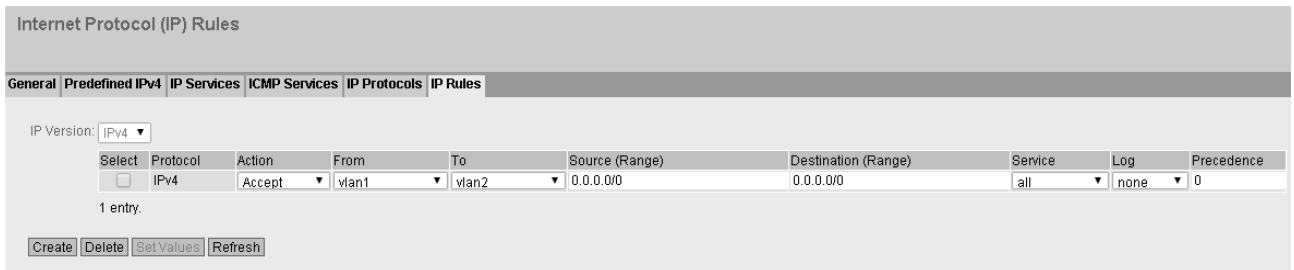 Internet Protocol (IP) Rules
General Predefined IPv4 IP Services ICMP Services IP Protocols IP Rules
IP Version: IPv4
Select Protocol Action From To Source (Range) Destination (Range) Service Log Precedence
IPv4 Accept vlan1 vlan2 0.0.0.0/0 0.0.0.0/0 all none 0
1 entry.
Create Delete Set Values Refresh